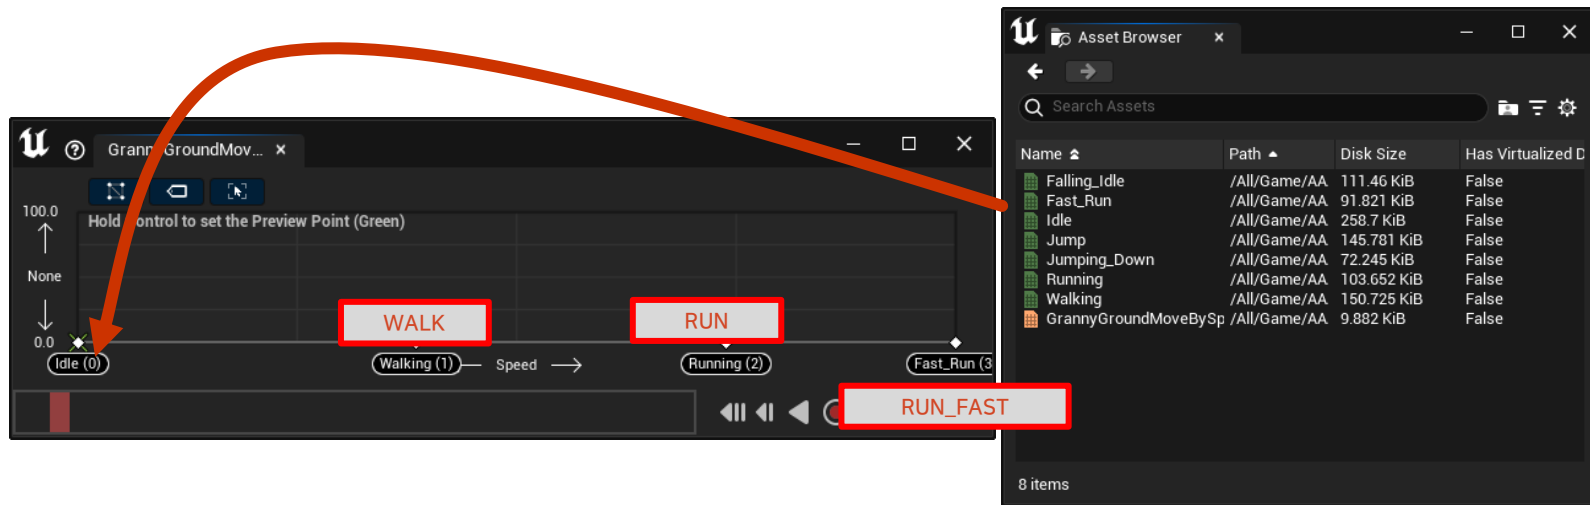 GrannyGroundMov...
100.0
Hold Control to set the Preview Point (Green)
None
0.0
WALK
RUN
Idle (0)
Walking (1)
Speed
Running (2)
Fast_Run (3
RUN_FAST
Asset Browser
Search Assets
Name Path Disk Size Has Virtualized D
Falling_Idle /All/Game/AA 111.46 KiB False
Fast_Run /All/Game/AA 91.821 KiB False
Idle /All/Game/AA 258.7 KiB False
Jump /All/Game/AA 145.781 KiB False
Jumping_Down /All/Game/AA 72.245 KiB False
Running /All/Game/AA 103.652 KiB False
Walking /All/Game/AA 150.725 KiB False
GrannyGroundMoveBySp /All/Game/AA 9.882 KiB False
8 items